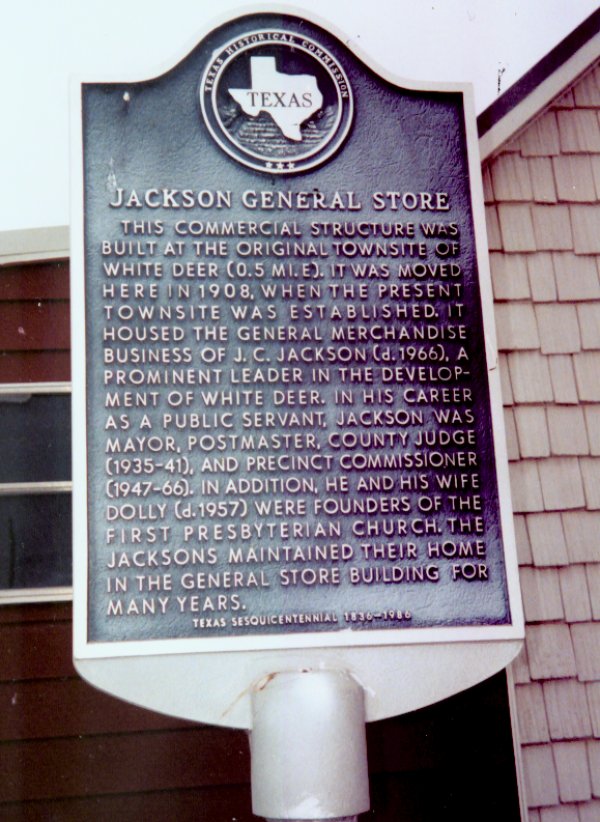 TEXAS HISTORICAL COMMISSION
TEXAS
JACKSON GENERAL STORE
THIS COMMERCIAL STRUCTURE WAS
BUILT AT THE ORIGINAL TOWNSITE OF
WHITE DEER (0.5 MI. E). IT WAS MOVED
HERE IN 1908, WHEN THE PRESENT
TOWNSITE WAS ESTABLISHED. IT
HOUSED THE GENERAL MERCHANDISE
BUSINESS OF J. C. JACKSON (d. 1966), A
PROMINENT LEADER IN THE DEVELOP-
MENT OF WHITE DEER. IN HIS CAREER
AS A PUBLIC SERVANT, JACKSON WAS
MAYOR, POSTMASTER, COUNTY JUDGE
(1935-41), AND PRECINCT COMMISSIONER
(1947-66). IN ADDITION, HE AND HIS WIFE
DOLLY (d. 1957) WERE FOUNDERS OF THE
FIRST PRESBYTERIAN CHURCH. THE
JACKSONS MAINTAINED THEIR HOME
IN THE GENERAL STORE BUILDING FOR
MANY YEARS.
TEXAS SESQUICENTENNIAL 1836-1986